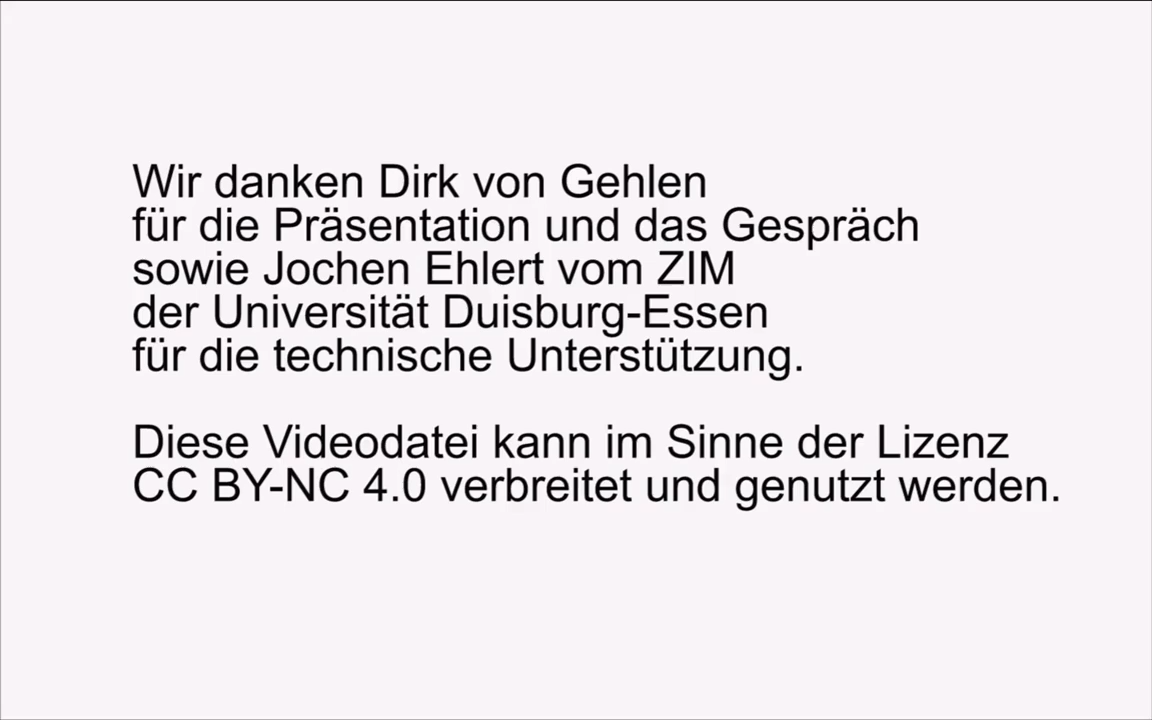 Wir danken Dirk von Gehlen
für die Präsentation und das Gespräch
sowie Jochen Ehlert vom ZIM
der Universität Duisburg-Essen
für die technische Unterstützung.
Diese Videodatei kann im Sinne der Lizenz
CC BY-NC 4.0 verbreitet und genutzt werden.